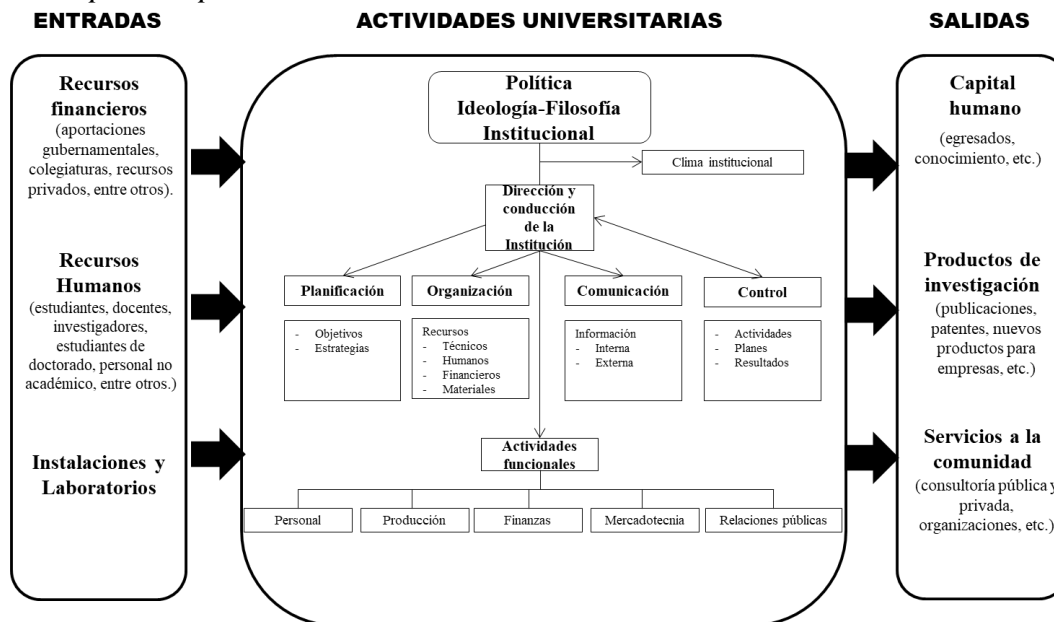 ENTRADAS
ACTIVIDADES UNIVERSITARIAS
SALIDAS
Recursos
financieros
(aportaciones
gubernamentales,
colegiaturas, recursos
privados, entre otros).
Recursos
Humanos
(estudiantes, docentes,
investigadores,
estudiantes de
doctorado, personal no
académico, entre otros.)
Instalaciones y
Laboratorios
Política
Ideología-Filosofía
Institucional
Clima institucional
Dirección y
conducción
de la
Institución
Planificación
Organización
Comunicación
Control
- Objetivos
- Estrategias
Recursos
- Técnicos
- Humanos
- Financieros
- Materiales
Información
- Interna
- Externa
- Actividades
- Planes
- Resultados
Actividades
funcionales
Personal
Producción
Finanzas
Mercadotecnia
Relaciones públicas
Capital
humano
(egresados,
conocimiento, etc.)
Productos de
investigación
(publicaciones,
patentes, nuevos
productos para
empresas, etc.)
Servicios a la
comunidad
(consultoría pública y
privada,
organizaciones, etc.)